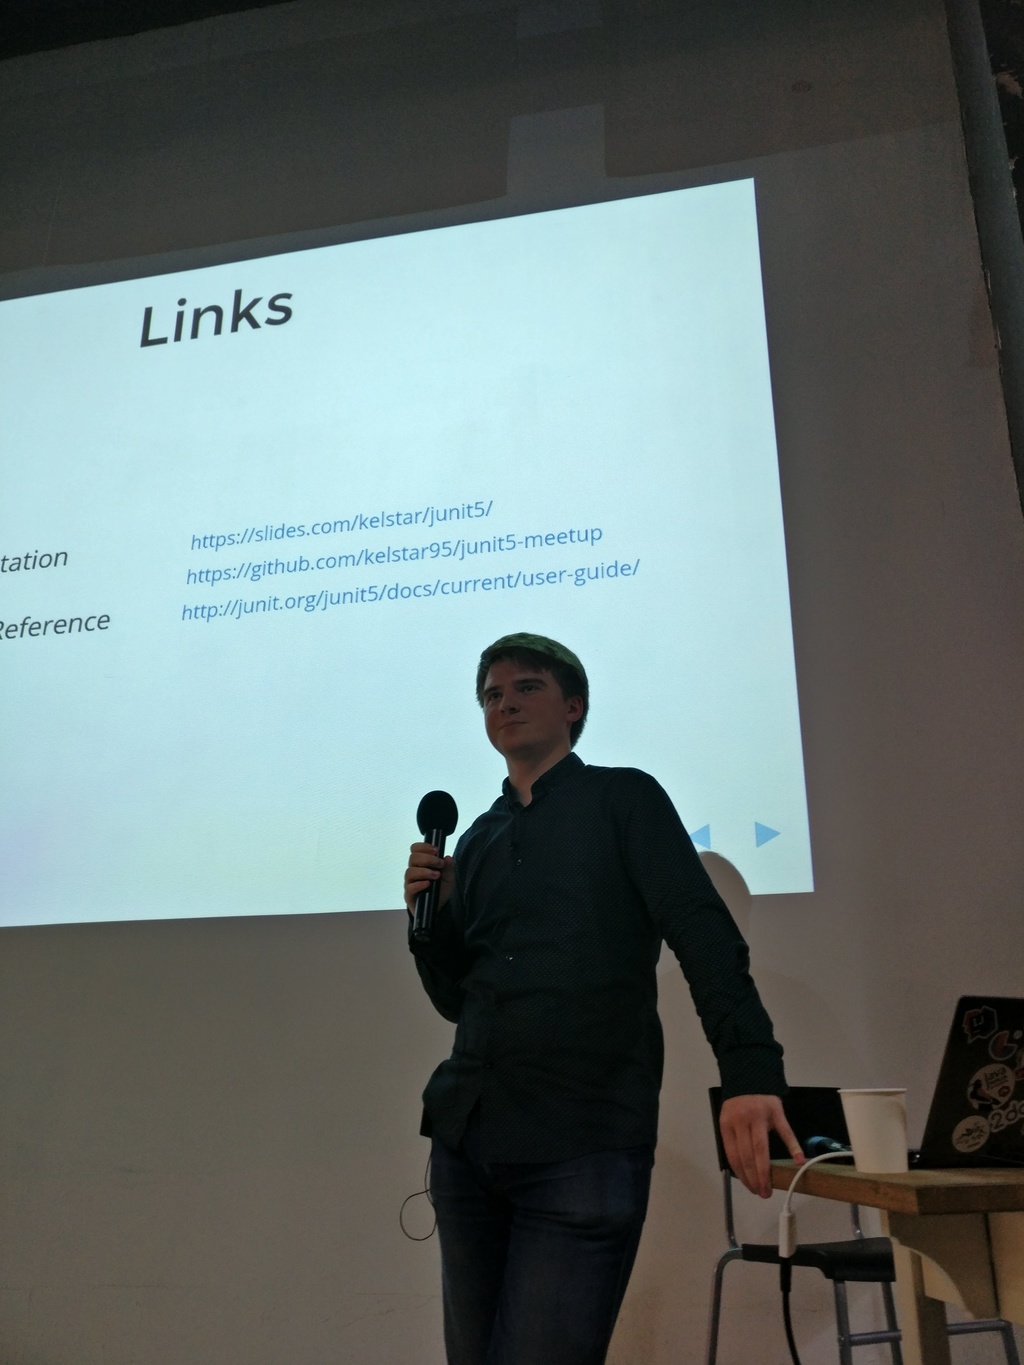 Links
https://slides.com/kelstar/junit5/
tation
https://github.com/kelstar95/junit5-meetup
Reference
http://junit.org/junit5/docs/current/user-guide/
java